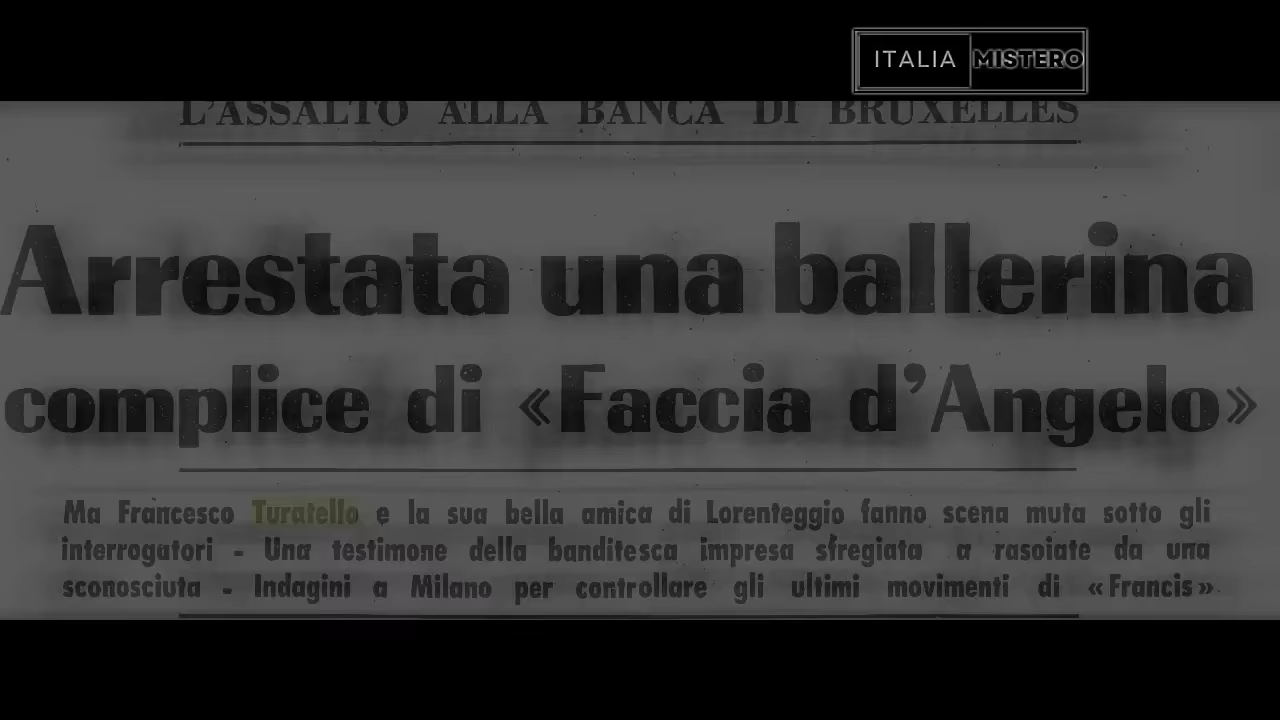 ITALIA MISTERO
L'ASSALTO ALLA BANCA DI BRUXELLES
Arrestata una ballerina
complice di «Faccia d'Angelo»
Ma Francesco Turatello e la sua bella amica di Lorenteggio fanno scena muta sotto gli
interrogatori - Una testimone della banditesca impresa sfregiata a rasoiate da una
sconosciuta - Indagini a Milano per controllare gli ultimi movimenti di «Francis»